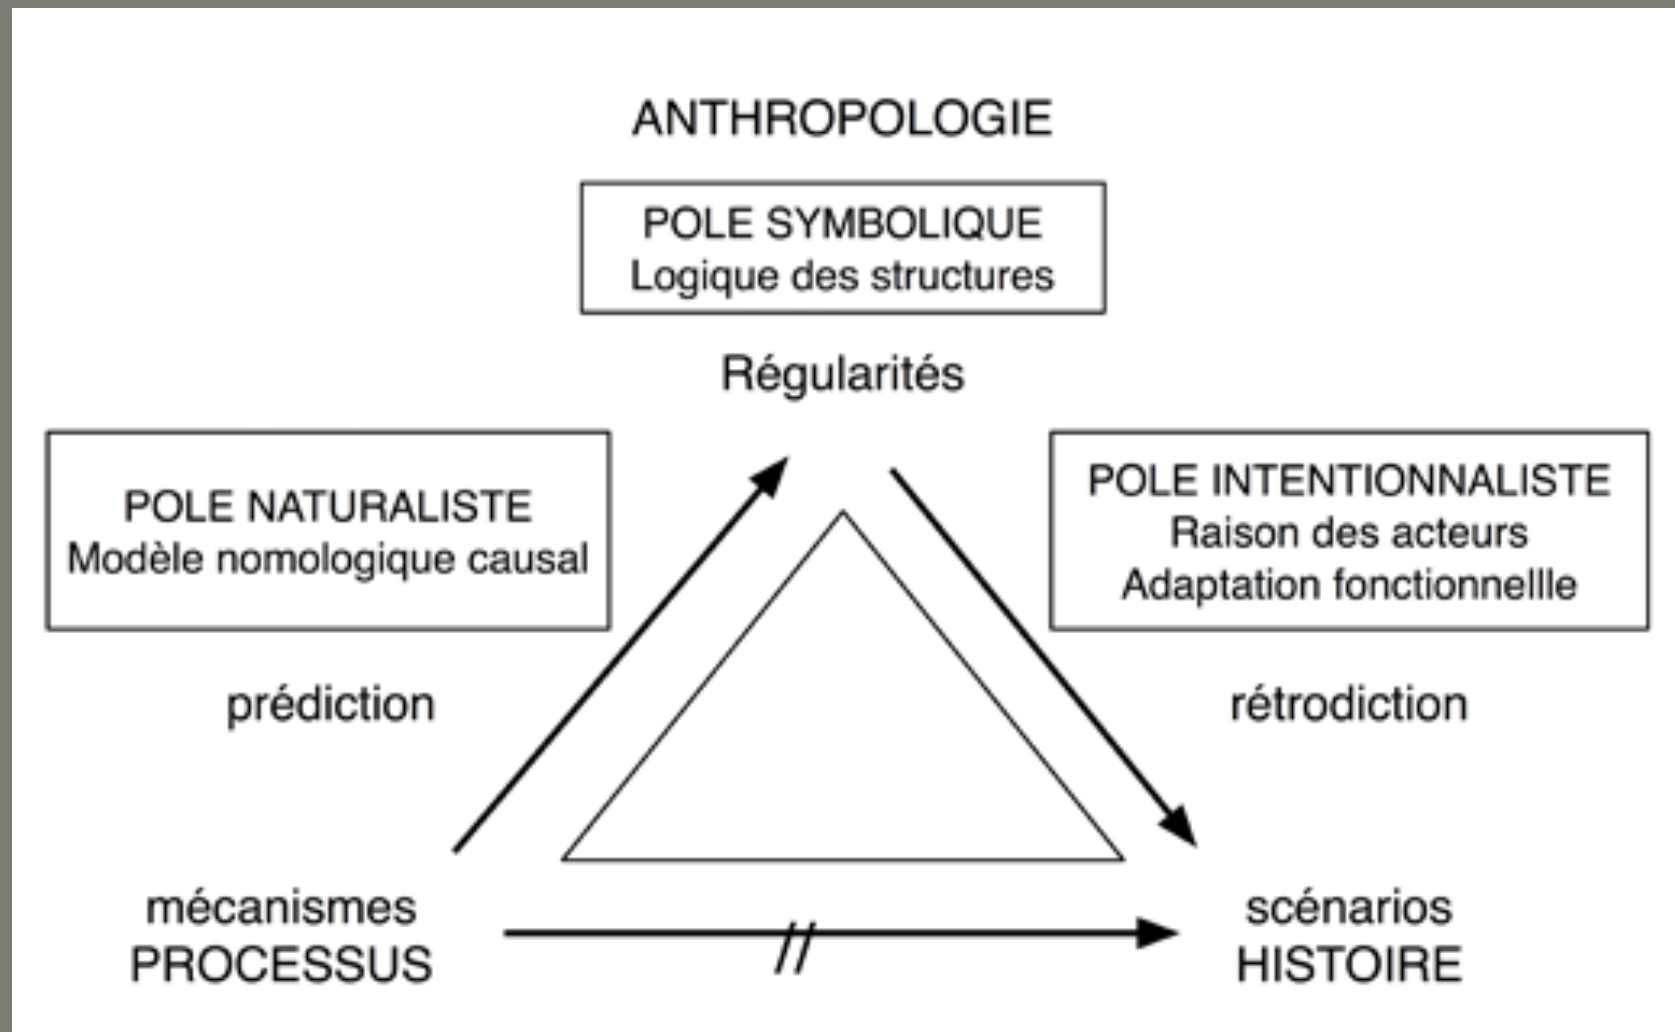 ANTHROPOLOGIE
POLE SYMBOLIQUE
Logique des structures
Régularités
POLE NATURALISTE
Modèle nomologique causal
POLE INTENTIONNALISTE
Raison des acteurs
Adaptation fonctionnellle
prédiction
rétrodiction
mécanismes
PROCESSUS
//
scénarios
HISTOIRE